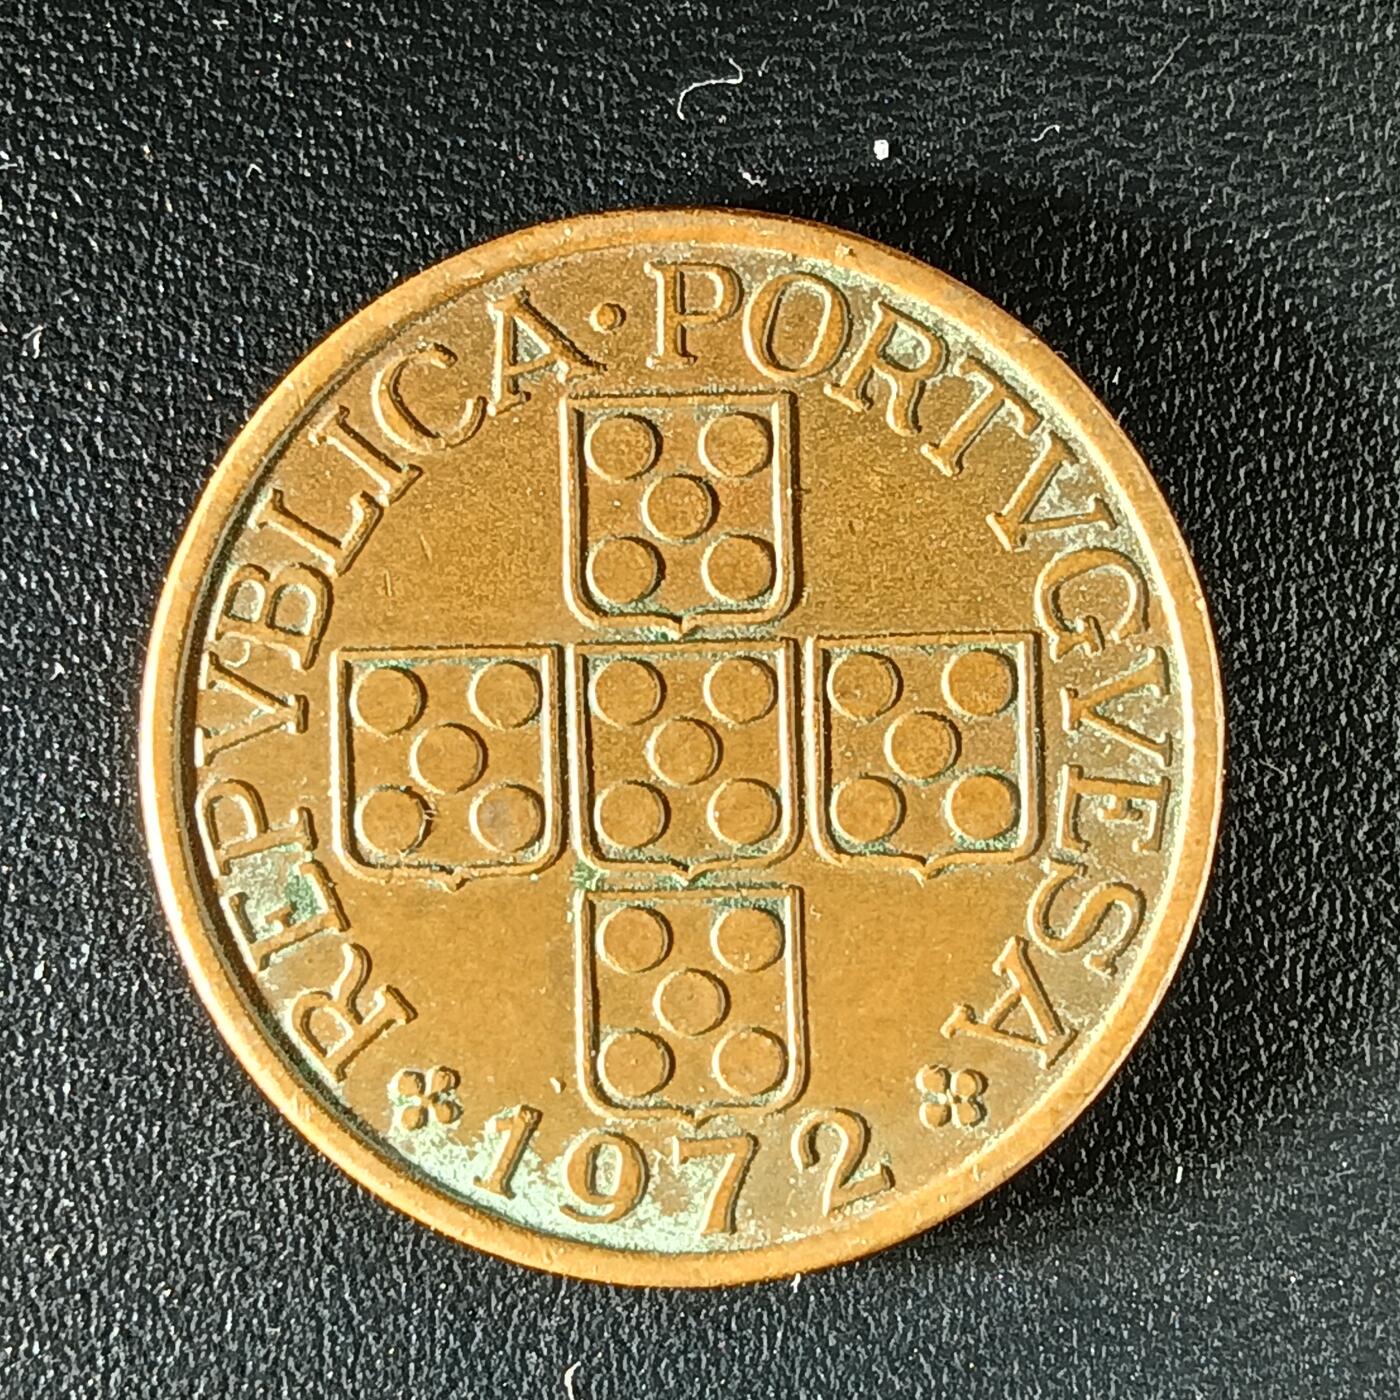 REPVBLICA · PORTVGVESA
1972